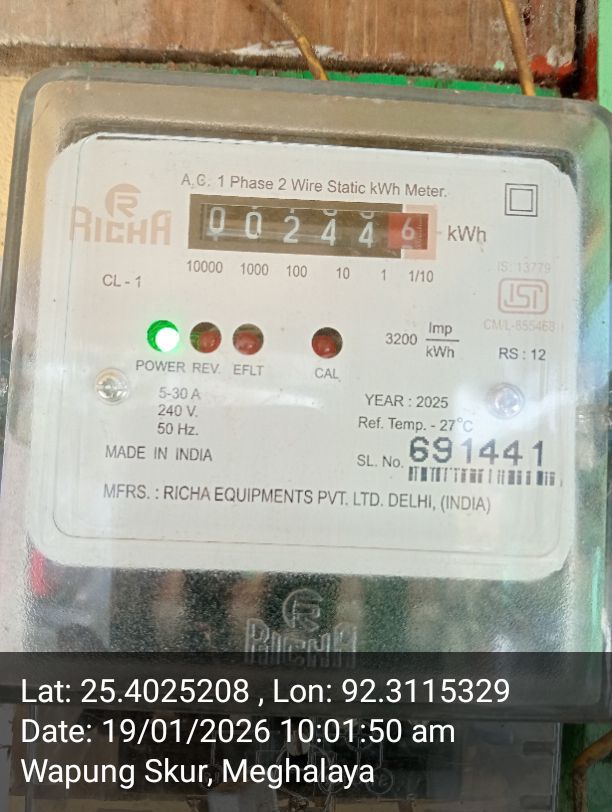 A.C. 1 Phase 2 Wire Static kWh Meter.
RICHA
0 0 2 4 4 6 kWh
10000 1000 100 10 1 1/10
CL - 1
IS: 13779
ISI
CM/L-855468
3200 Imp/kWh
RS : 12
POWER REV. EFLT CAL
5-30 A
240 V.
50 Hz.
YEAR : 2025
Ref. Temp. - 27°C
MADE IN INDIA
SL. No. 691441
MFRS. : RICHA EQUIPMENTS PVT. LTD. DELHI, (INDIA)
RICHA
Lat: 25.4025208 , Lon: 92.3115329
Date: 19/01/2026 10:01:50 am
Wapung Skur, Meghalaya